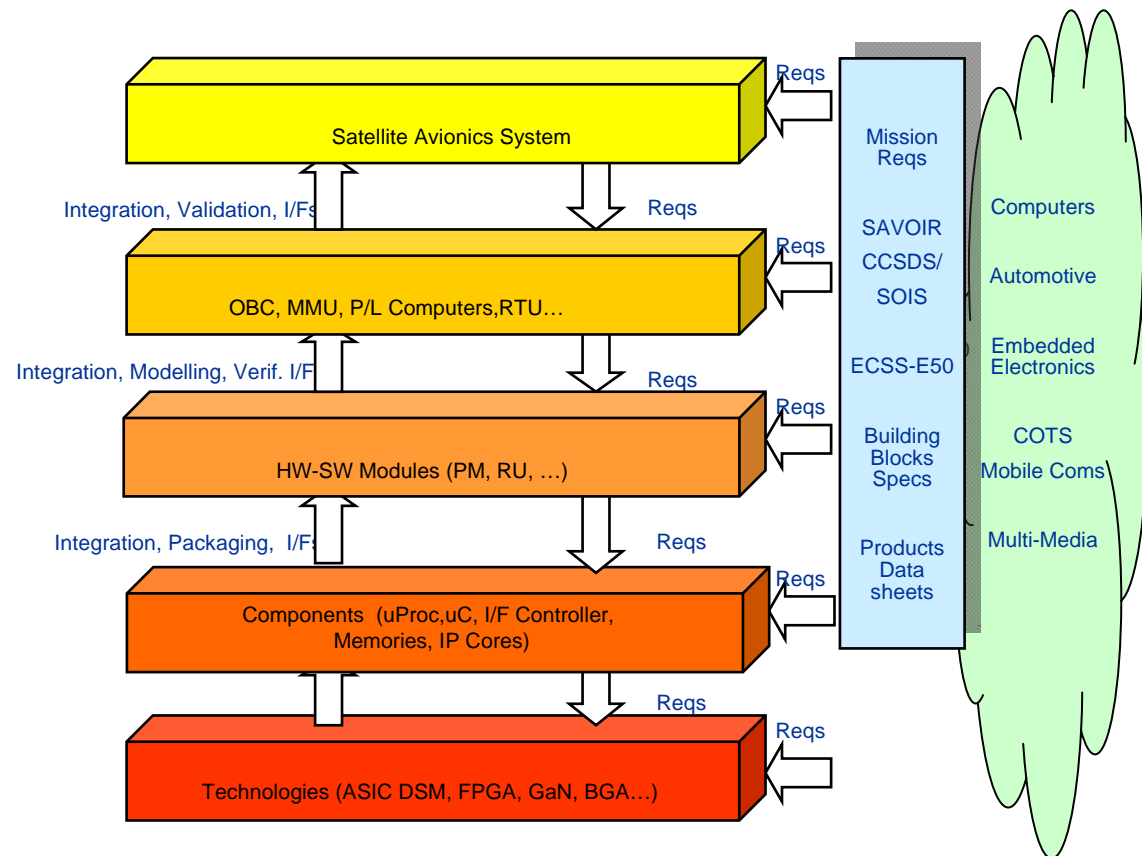 Reqs
Satellite Avionics System
Integration, Validation, I/Fs
Reqs
Reqs
OBC, MMU, P/L Computers,RTU…
Integration, Modelling, Verif. I/F
Reqs
Reqs
HW-SW Modules (PM, RU, …)
Integration, Packaging,  I/Fs
Reqs
Reqs
Components  (uProc,uC, I/F Controller,
Memories, IP Cores)
Reqs
Reqs
Technologies (ASIC DSM, FPGA, GaN, BGA…)
Mission
Reqs
SAVOIR
CCSDS/
SOIS
ECSS-E50
Building
Blocks
Specs
Products
Data
sheets
Computers
Automotive
Embedded
Electronics
COTS
Mobile Coms
Multi-Media